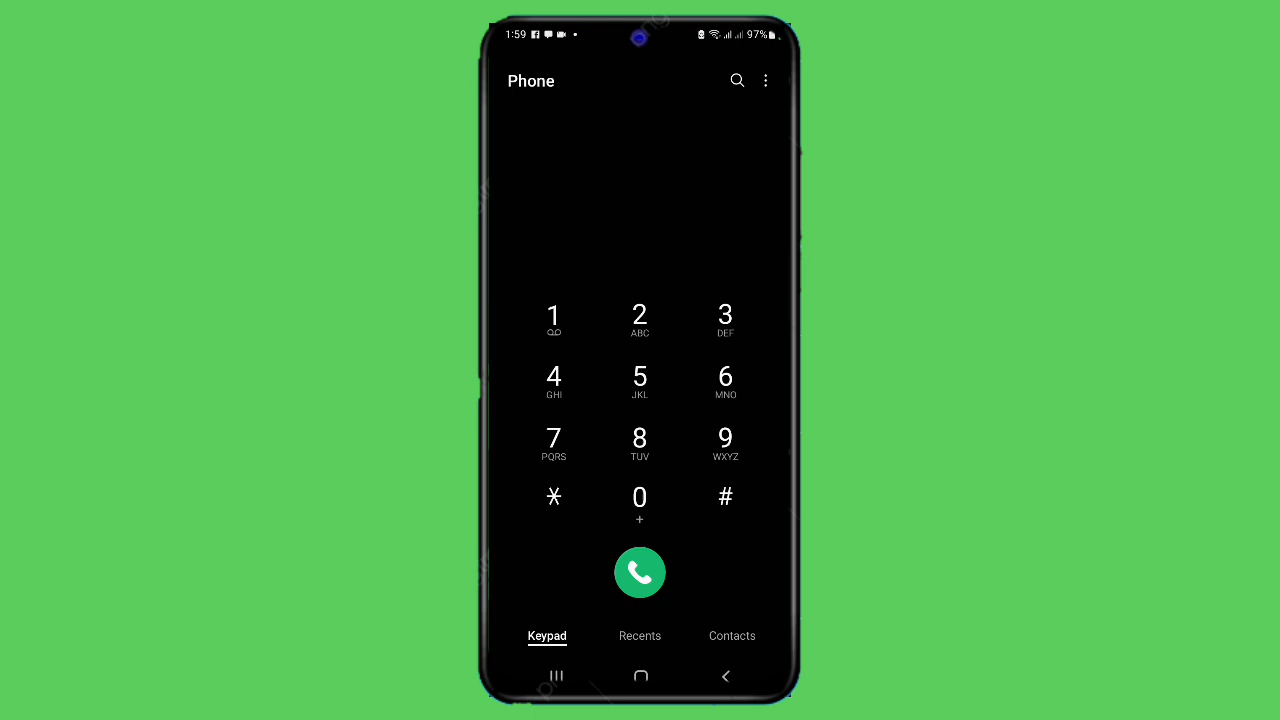 1:59 97%
Phone
1 2 3
ABC DEF
4 5 6
GHI JKL MNO
7 8 9
PQRS TUV WXYZ
* 0 #
+
Keypad Recents Contacts